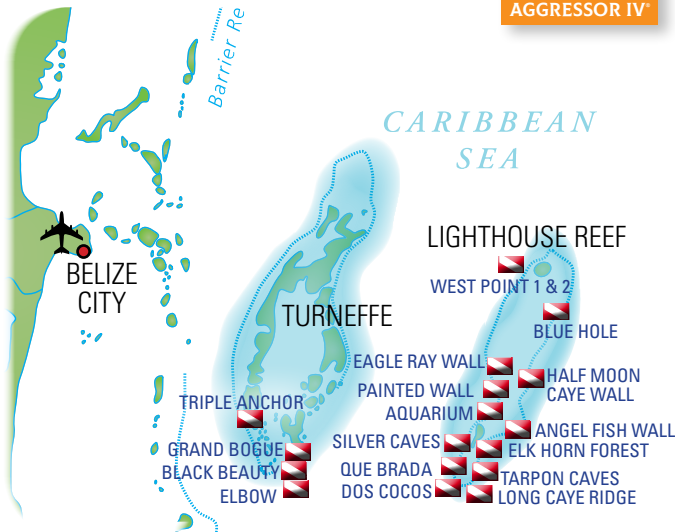 AGGRESSOR IV®
Barrier Re
CARIBBEAN
SEA
BELIZE
CITY
TURNEFFE
LIGHTHOUSE REEF
WEST POINT 1 & 2
BLUE HOLE
EAGLE RAY WALL
HALF MOON
CAYE WALL
PAINTED WALL
AQUARIUM
TRIPLE ANCHOR
ANGEL FISH WALL
SILVER CAVES
ELK HORN FOREST
GRAND BOGUE
BLACK BEAUTY
ELBOW
QUE BRADA
TARPON CAVES
DOS COCOS
LONG CAYE RIDGE